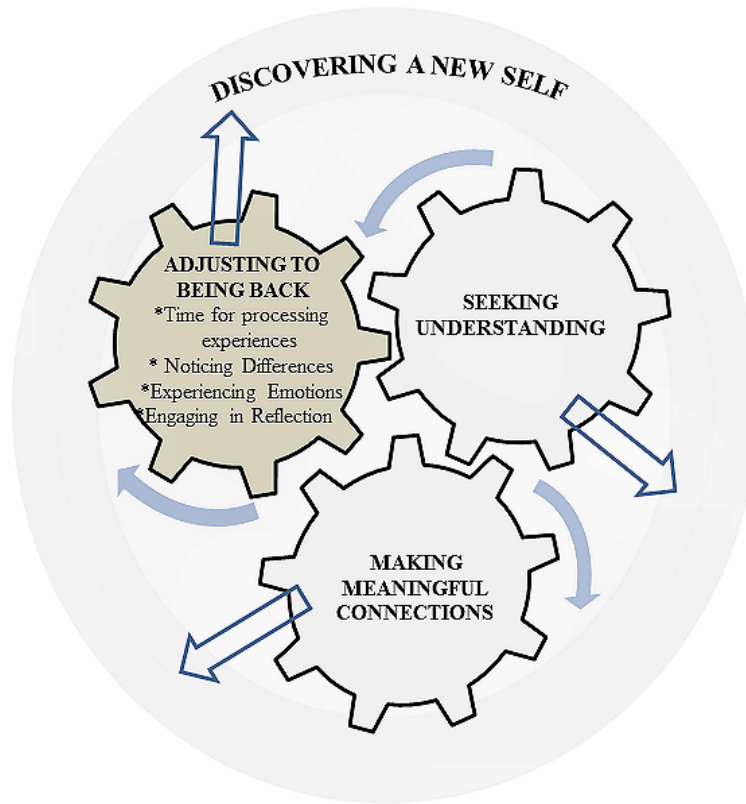 DISCOVERING A NEW SELF
ADJUSTING TO
BEING BACK
*Time for processing
experiences
* Noticing Differences
*Experiencing Emotions
*Engaging in Reflection
SEEKING
UNDERSTANDING
MAKING
MEANINGFUL
CONNECTIONS